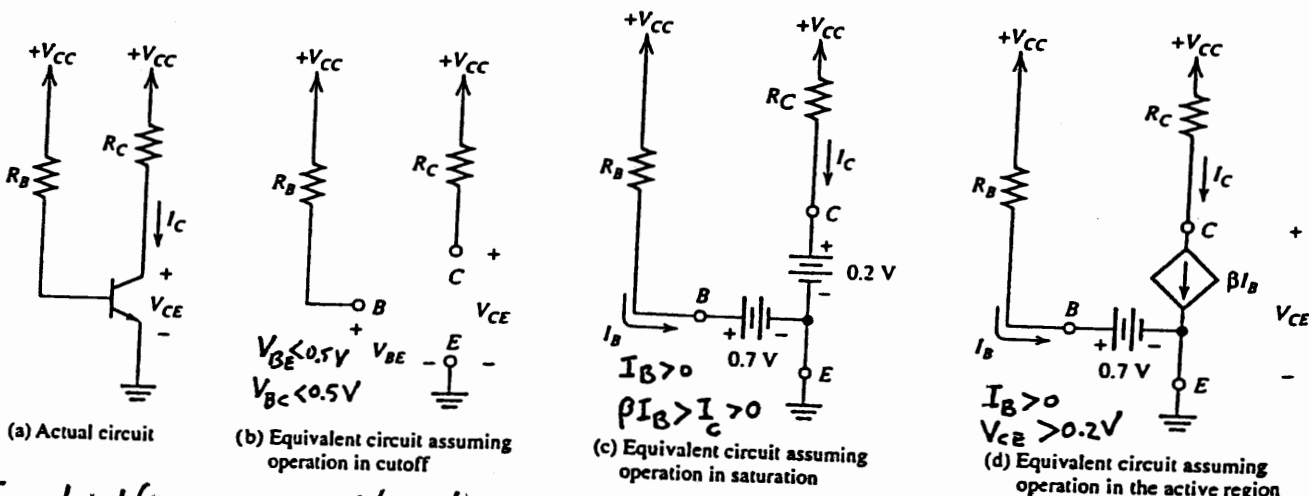 +V_CC
+V_CC
R_B
R_C
I_C
+
V_CE
−
(a) Actual circuit
+V_CC
+V_CC
R_B
R_C
C
+
B
+
V_BE
−
E
V_CE
−
V_BE<0.5V
V_BC<0.5V
(b) Equivalent circuit assuming
operation in cutoff
+V_CC
+V_CC
R_B
R_C
I_C
C
+
0.2 V
−
B
I_B
+
−
0.7 V
E
I_B>0
βI_B>I_C>0
(c) Equivalent circuit assuming
operation in saturation
+V_CC
+V_CC
R_B
R_C
I_C
C
+
βI_B
V_CE
B
I_B
+
−
0.7 V
E
−
I_B>0
V_CE>0.2V
(d) Equivalent circuit assuming
operation in the active region